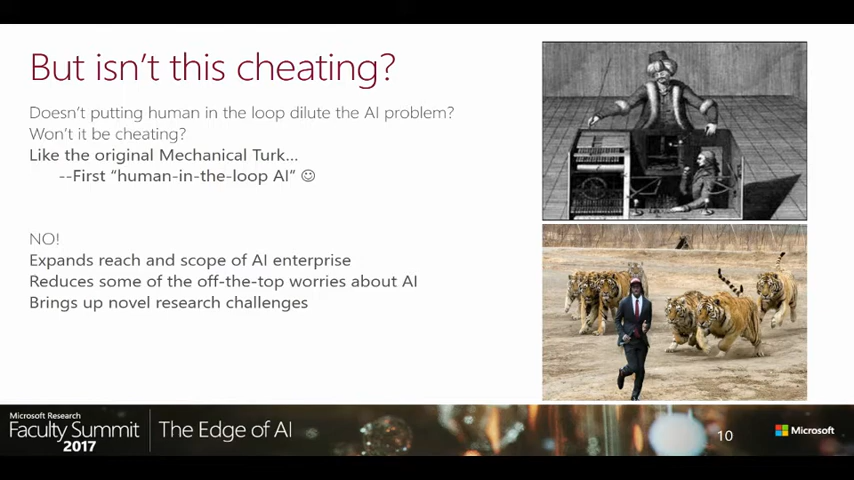 But isn't this cheating?
Doesn't putting human in the loop dilute the AI problem?
Won't it be cheating?
Like the original Mechanical Turk...
--First "human-in-the-loop AI" ☺
NO!
Expands reach and scope of AI enterprise
Reduces some of the off-the-top worries about AI
Brings up novel research challenges
Microsoft Research
Faculty Summit
2017
The Edge of AI
10
Microsoft